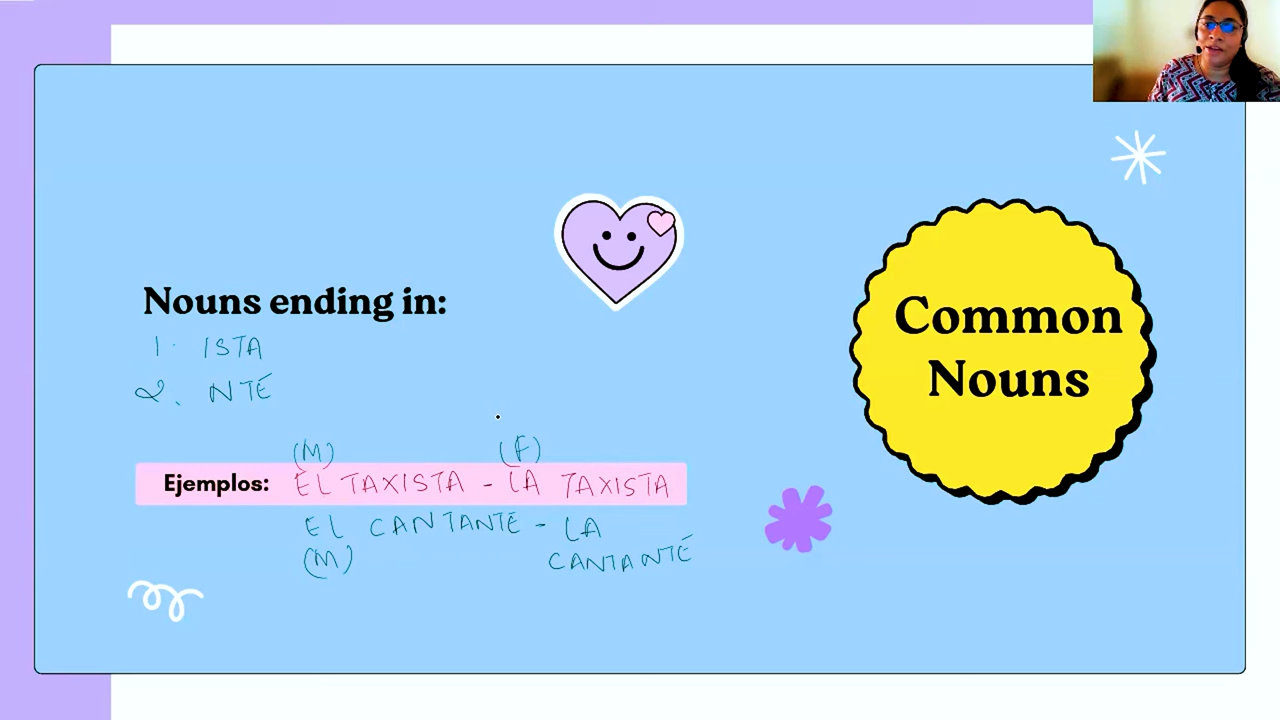 Nouns ending in:
1. ISTA
2. NTE
(M) (F)
Ejemplos: EL TAXISTA - LA TAXISTA
EL CANTANTE - LA
(M) CANTANTE
Common
Nouns